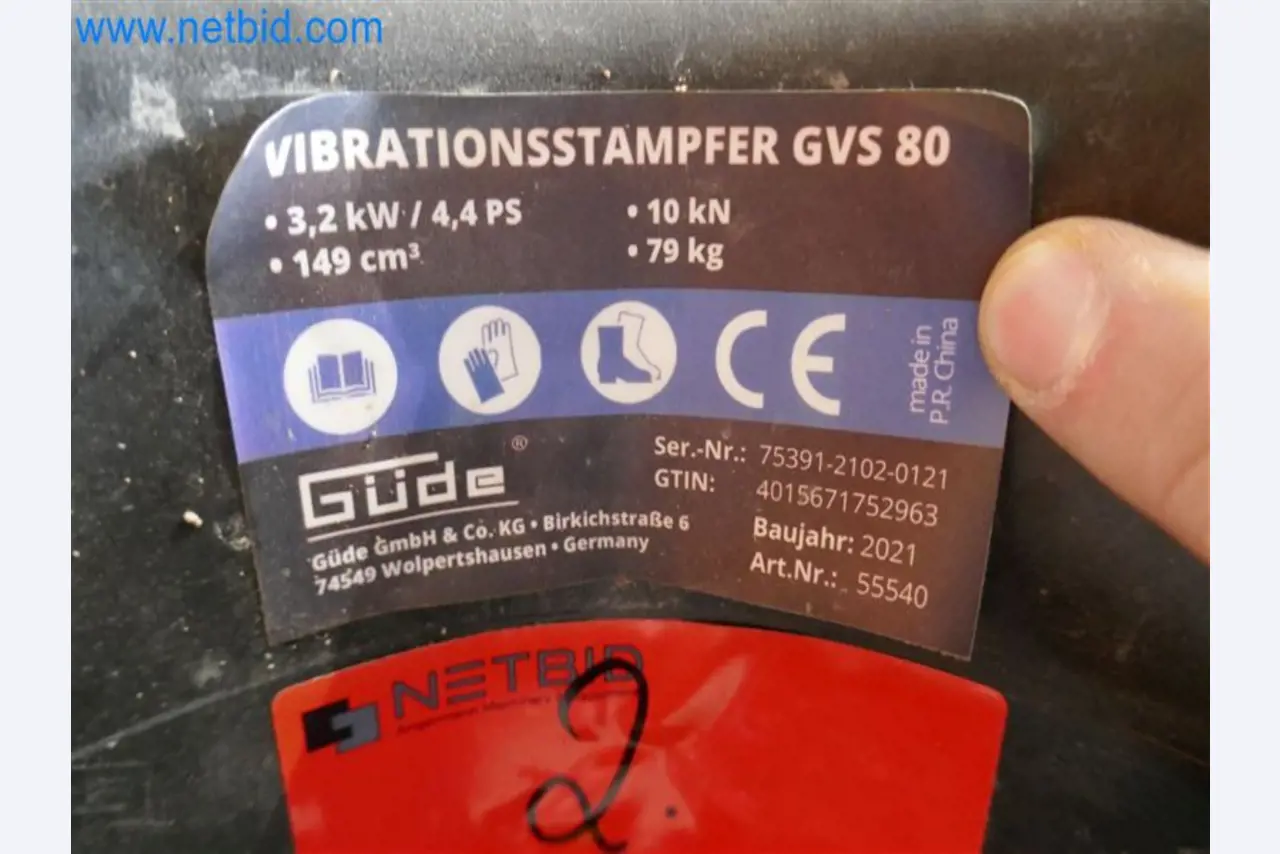 www.netbid.com
VIBRATIONSSTAMPFER GVS 80
• 3,2 kW / 4,4 PS • 10 kN
• 149 cm³ • 79 kg
CE
made in
P.R. China
Güde ®
Güde GmbH & Co. KG • Birkichstraße 6
74549 Wolpertshausen • Germany
Ser.-Nr.: 75391-2102-0121
GTIN: 4015671752963
Baujahr: 2021
Art.Nr.: 55540
NETBID
2.